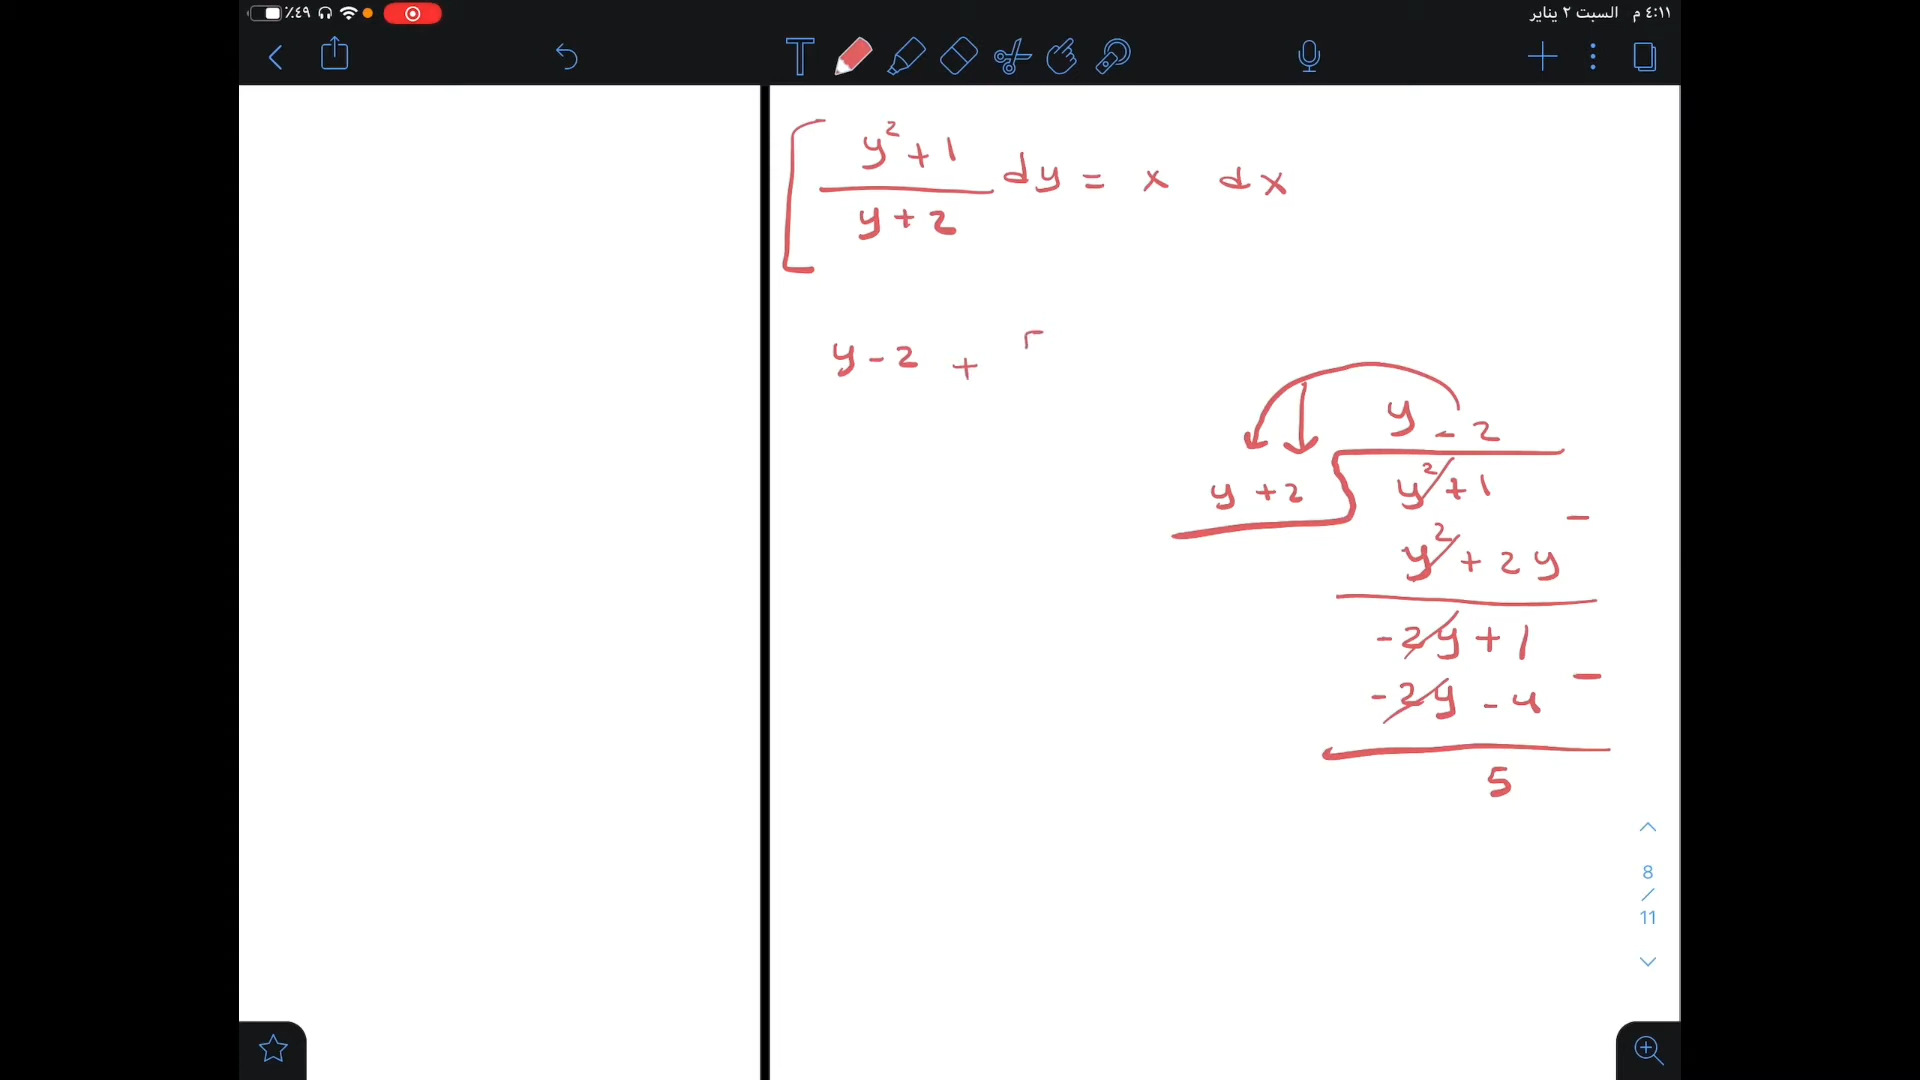 ٪٤٩
السبت ٢ يناير ٤:١١ م
T
y² + 1
dy = x dx
y + 2
y - 2 +
y - 2
y + 2
y² + 1
-
y² + 2y
-2y + 1
-
-2y - 4
5
8
/
11